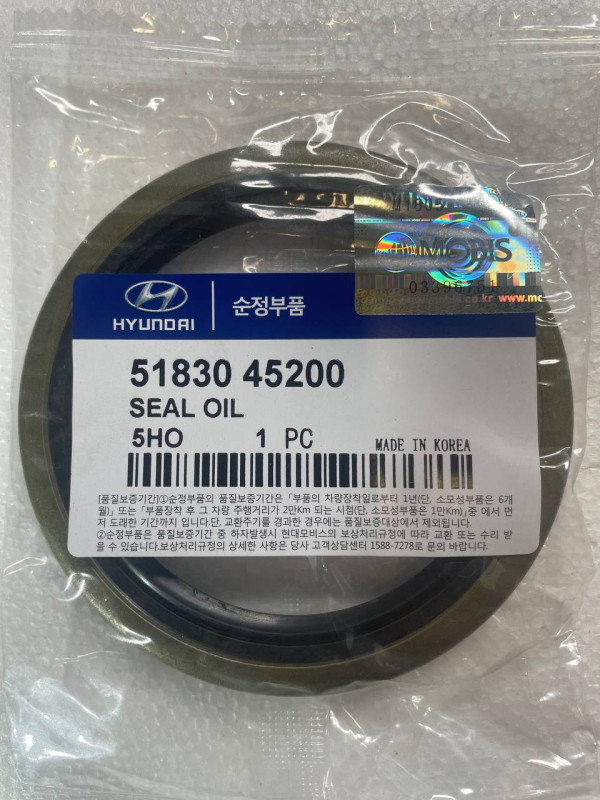 HYUNDAI
MOBIS
0339675
co.kr www.mc
HYUNDAI
순정부품
51830 45200
SEAL OIL
5HO 1 PC MADE IN KOREA
[품질보증기간]①순정부품의 품질보증기간은「부품의 차량장착일로부터 1년(단, 소모성부품은 6개
월)」또는「부품장착 후 그 차량 주행거리가 2만Km 되는 시점(단, 소모성부품은 1만Km)」중 에서 먼
저 도래한 기간까지 입니다.단, 교환주기를 경과한 경우에는 품질보증대상에서 제외됩니다.
②순정부품은 품질보증기간 중 하자발생시 현대모비스의 보상처리규정에 따라 교환 또는 수리 받
을 수 있습니다.보상처리규정의 상세한 사항은 당사 고객상담센터 1588-7278로 문의 바랍니다.